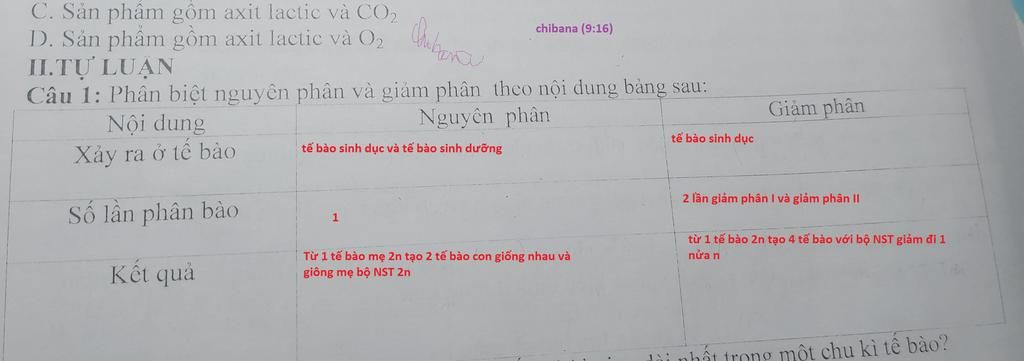 C. Sản phẩm gồm axit lactic và CO2
chibana (9:16)
D. Sản phẩm gồm axit lactic và O2
chibana
II.TỰ LUẬN
Câu 1: Phân biệt nguyên phân và giảm phân theo nội dung bảng sau:
Nội dung
Nguyên phân
Giảm phân
Xảy ra ở tế bào
tế bào sinh dục và tế bào sinh dưỡng
tế bào sinh dục
Số lần phân bào
1
2 lần giảm phân I và giảm phân II
Kết quả
Từ 1 tế bào mẹ 2n tạo 2 tế bào con giống nhau và
giông mẹ bộ NST 2n
từ 1 tế bào 2n tạo 4 tế bào với bộ NST giảm đi 1
nửa n
dài nhất trong một chu kì tế bào?